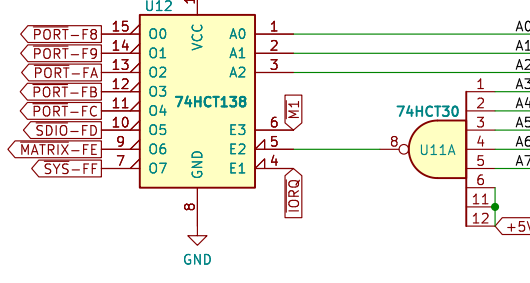 U12
1
PORT-F8 15 O0 VCC A0 1 A0
PORT-F9 14 O1 A1 2 A1
PORT-FA 13 O2 A2 3 A2
PORT-FB 12 O3 1 A3
PORT-FC 11 O4 74HCT138 M1 74HCT30 2 A4
SDIO-FD 10 O5 E3 6 3 A5
MATRIX-FE 9 O6 GND E2 5 8 U11A 4 A6
SYS-FF 7 O7 E1 4 5 A7
6
8 IORQ 11
12 +5V
GND